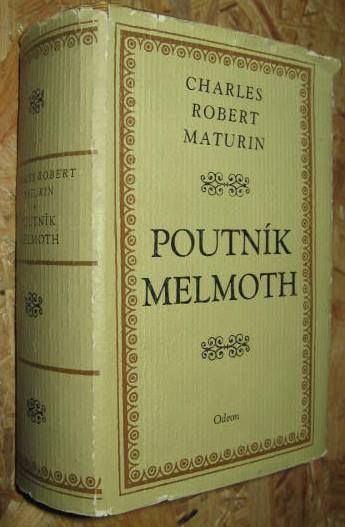 CHARLES
ROBERT
MATURIN
POUTNÍK
MELMOTH
Odeon
CHARLES ROBERT
MATURIN
POUTNÍK
MELMOTH